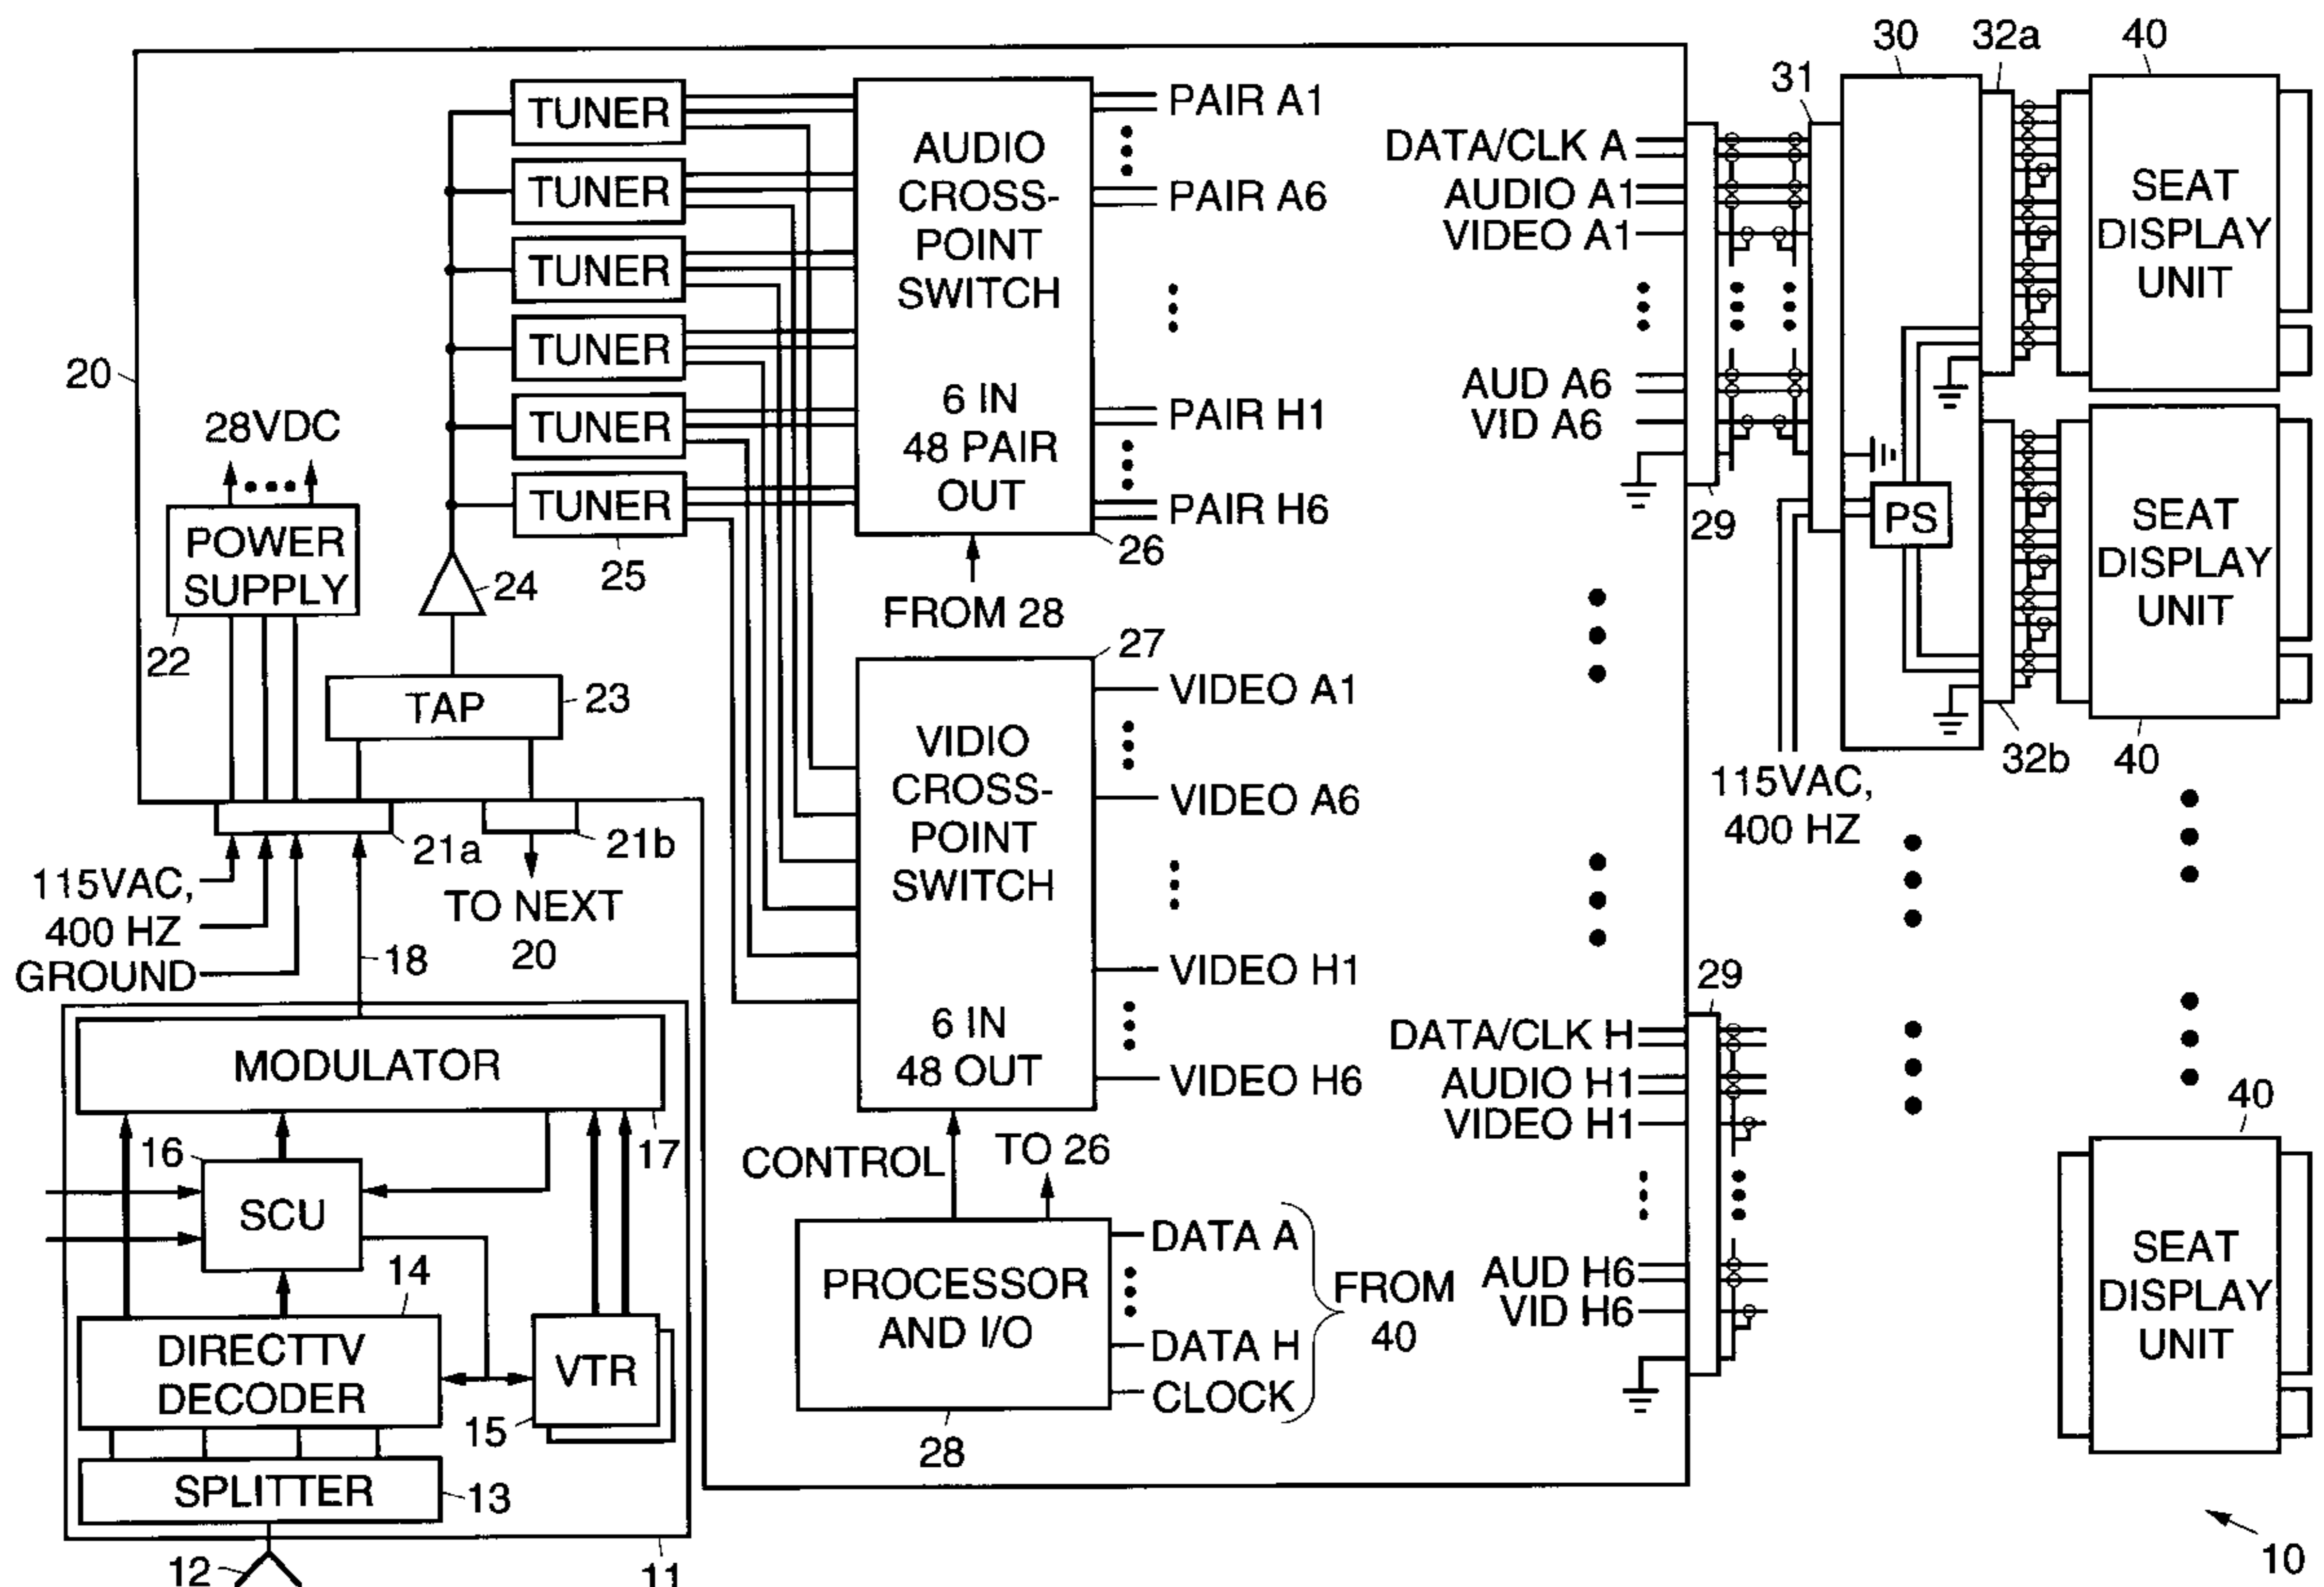 30
32a
40
31
TUNER
TUNER
TUNER
TUNER
TUNER
TUNER
25
AUDIO
CROSS-
POINT
SWITCH
6 IN
48 PAIR
OUT
26
FROM 28
PAIR A1
PAIR A6
PAIR H1
PAIR H6
DATA/CLK A
AUDIO A1
VIDEO A1
AUD A6
VID A6
29
PS
115VAC,
400 HZ
SEAT
DISPLAY
UNIT
SEAT
DISPLAY
UNIT
32b
40
20
28VDC
POWER
SUPPLY
22
24
TAP
23
21a
21b
TO NEXT
20
115VAC,
400 HZ
GROUND
18
27
VIDIO
CROSS-
POINT
SWITCH
6 IN
48 OUT
VIDEO A1
VIDEO A6
VIDEO H1
VIDEO H6
29
DATA/CLK H
AUDIO H1
VIDEO H1
AUD H6
VID H6
CONTROL
TO 26
PROCESSOR
AND I/O
28
DATA A
DATA H
CLOCK
FROM
40
MODULATOR
17
16
SCU
14
DIRECTTV
DECODER
VTR
15
SPLITTER
13
12
11
40
SEAT
DISPLAY
UNIT
10